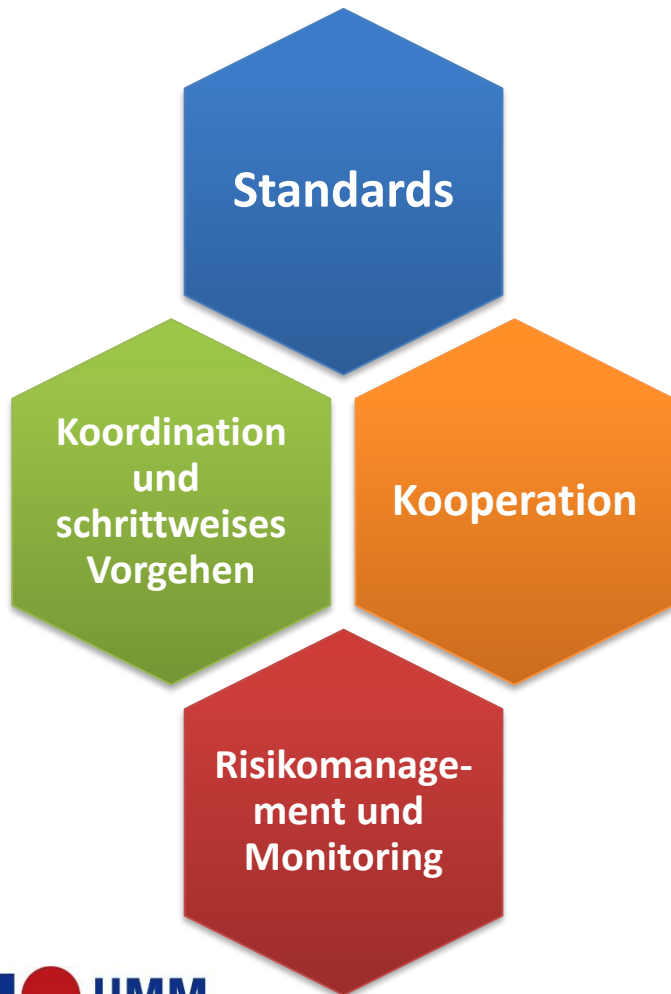 Standards
Koordination
und
schrittweises
Vorgehen
Kooperation
Risikomanage-
ment und
Monitoring